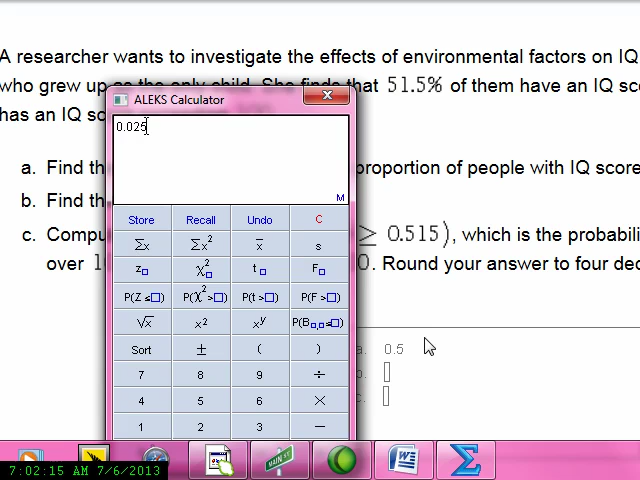 A researcher wants to investigate the effects of environmental factors on IQ
who grew up as the only child. She finds that 51.5% of them have an IQ sco
has an IQ sc
ALEKS Calculator
0.025
M
a. Find th proportion of people with IQ score
b. Find th
c. Compu ≥ 0.515), which is the probabili
over 1 0. Round your answer to four dec
Store Recall Undo C
Σx Σx² x̄ s
z□ χ²□ t□ F□
P(Z ≤□) P(χ²>□) P(t >□) P(F >□)
√x x² xʸ P(B□,□≤□)
Sort ± ( )
7 8 9 ÷
4 5 6 ×
1 2 3 −
a. 0.5
b.
c.
MAIN ST
W
Σ
7:02:15 AM 7/6/2013